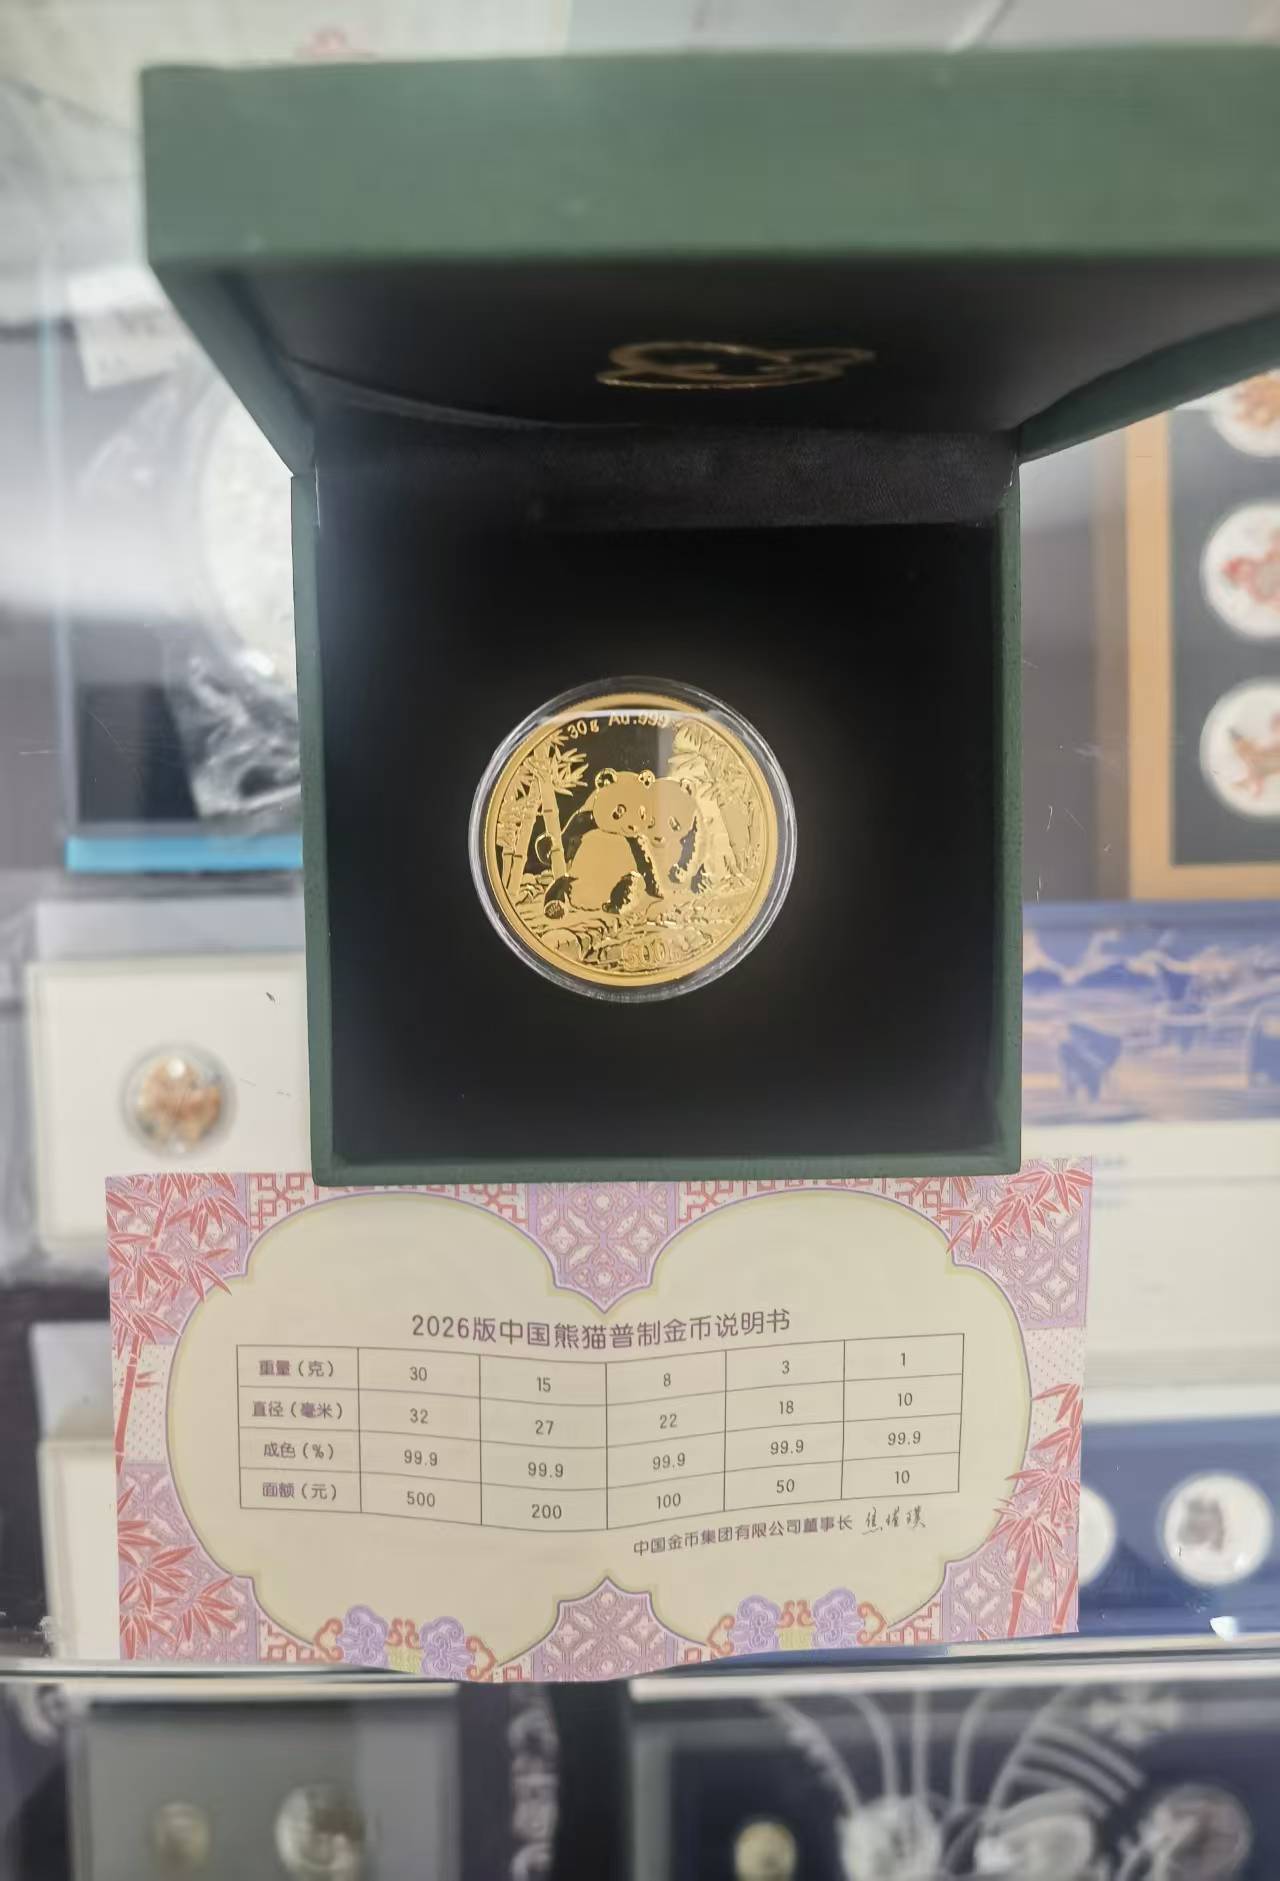 30g Au.999
500
2026版中国熊猫普制金币说明书
重量（克） 30 15 8 3 1
直径（毫米） 32 27 22 18 10
成色（%） 99.9 99.9 99.9 99.9 99.9
面额（元） 500 200 100 50 10
中国金币集团有限公司董事长